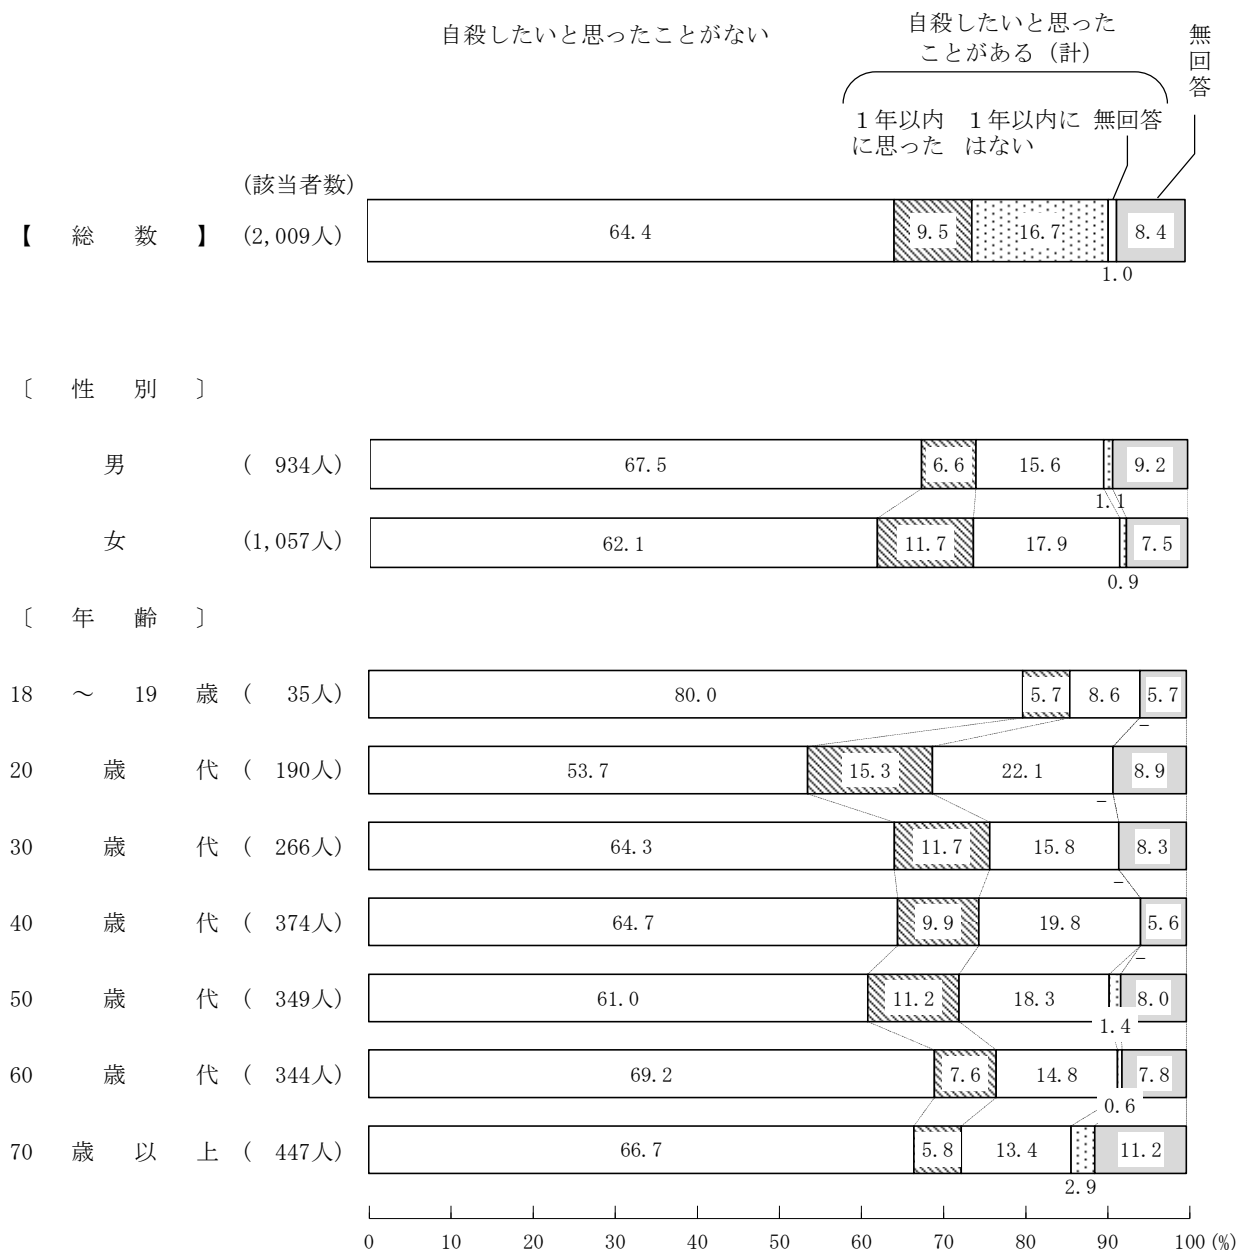 自殺したいと思ったことがない
自殺したいと思った
ことがある（計）
無回答
１年以内
に思った
１年以内に
はない
無回答
(該当者数)
【　総　数　】 (2,009人) 64.4 9.5 16.7 8.4
1.0
〔　性　別　〕
男 (　934人) 67.5 6.6 15.6 9.2
1.1
女 (1,057人) 62.1 11.7 17.9 7.5
0.9
〔　年　齢　〕
18　～　19　歳 (　35人) 80.0 5.7 8.6 5.7
－
20　歳　代 (　190人) 53.7 15.3 22.1 8.9
－
30　歳　代 (　266人) 64.3 11.7 15.8 8.3
－
40　歳　代 (　374人) 64.7 9.9 19.8 5.6
－
50　歳　代 (　349人) 61.0 11.2 18.3 8.0
1.4
60　歳　代 (　344人) 69.2 7.6 14.8 7.8
0.6
70　歳　以　上 (　447人) 66.7 5.8 13.4 11.2
2.9
0 10 20 30 40 50 60 70 80 90 100 (%)